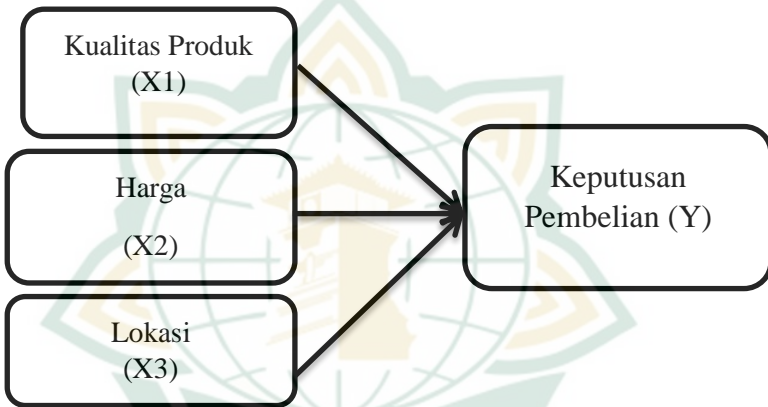 Kualitas Produk
(X1)
Harga
(X2)
Lokasi
(X3)
Keputusan
Pembelian (Y)